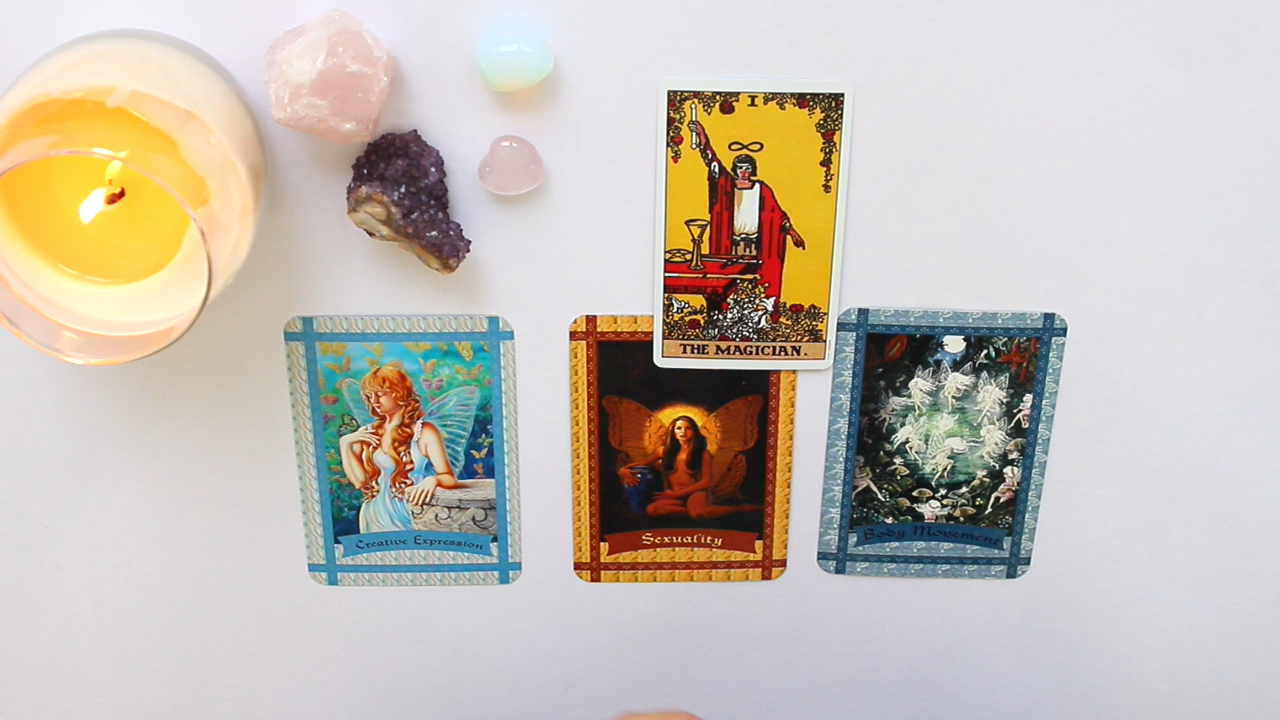 I
THE MAGICIAN.
Creative Expression
Sexuality
Body Movement